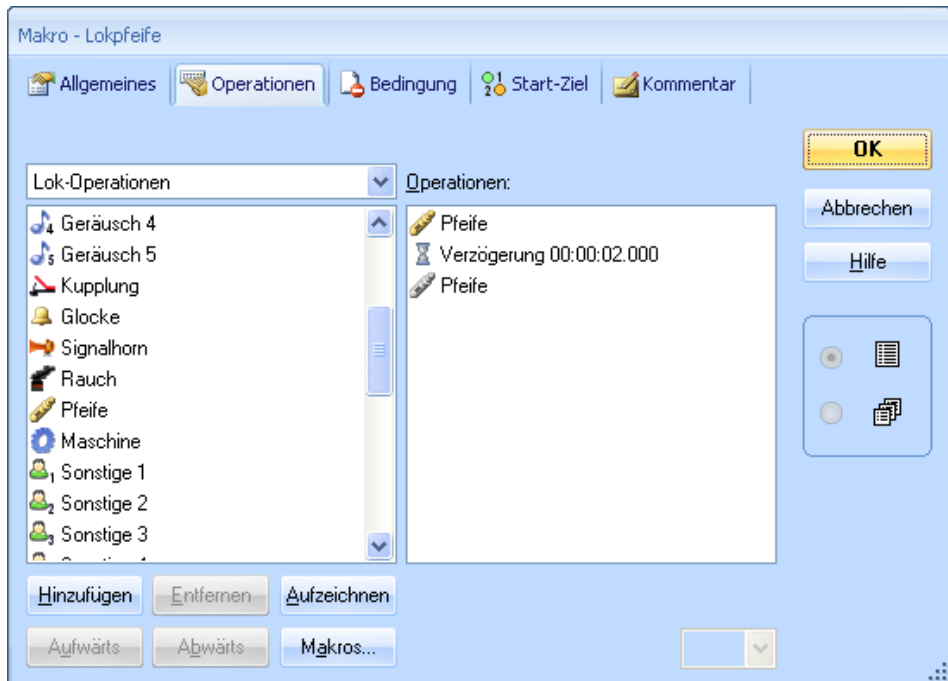 Makro - Lokpfeife
Allgemeines
Operationen
Bedingung
Start-Ziel
Kommentar
Lok-Operationen
Operationen:
Geräusch 4
Geräusch 5
Kupplung
Glocke
Signalhorn
Rauch
Pfeife
Maschine
Sonstige 1
Sonstige 2
Sonstige 3
Pfeife
Verzögerung 00:00:02.000
Pfeife
OK
Abbrechen
Hilfe
Hinzufügen
Entfernen
Aufzeichnen
Aufwärts
Abwärts
Makros...